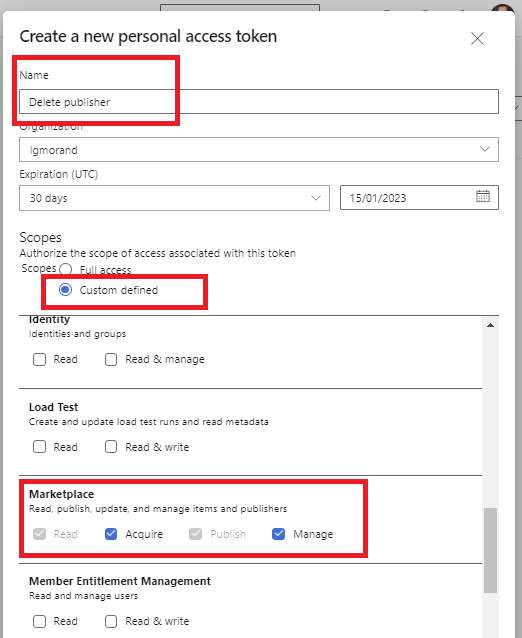 Create a new personal access token
Name
Delete publisher
Organization
lgmorand
Expiration (UTC)
30 days
15/01/2023
Scopes
Authorize the scope of access associated with this token
Scopes
Full access
Custom defined
Identity
Identities and groups
Read Read & manage
Load Test
Create and update load test runs and read metadata
Read Read & write
Marketplace
Read, publish, update, and manage items and publishers
Read Acquire Publish Manage
Member Entitlement Management
Read and manage users
Read Read & write